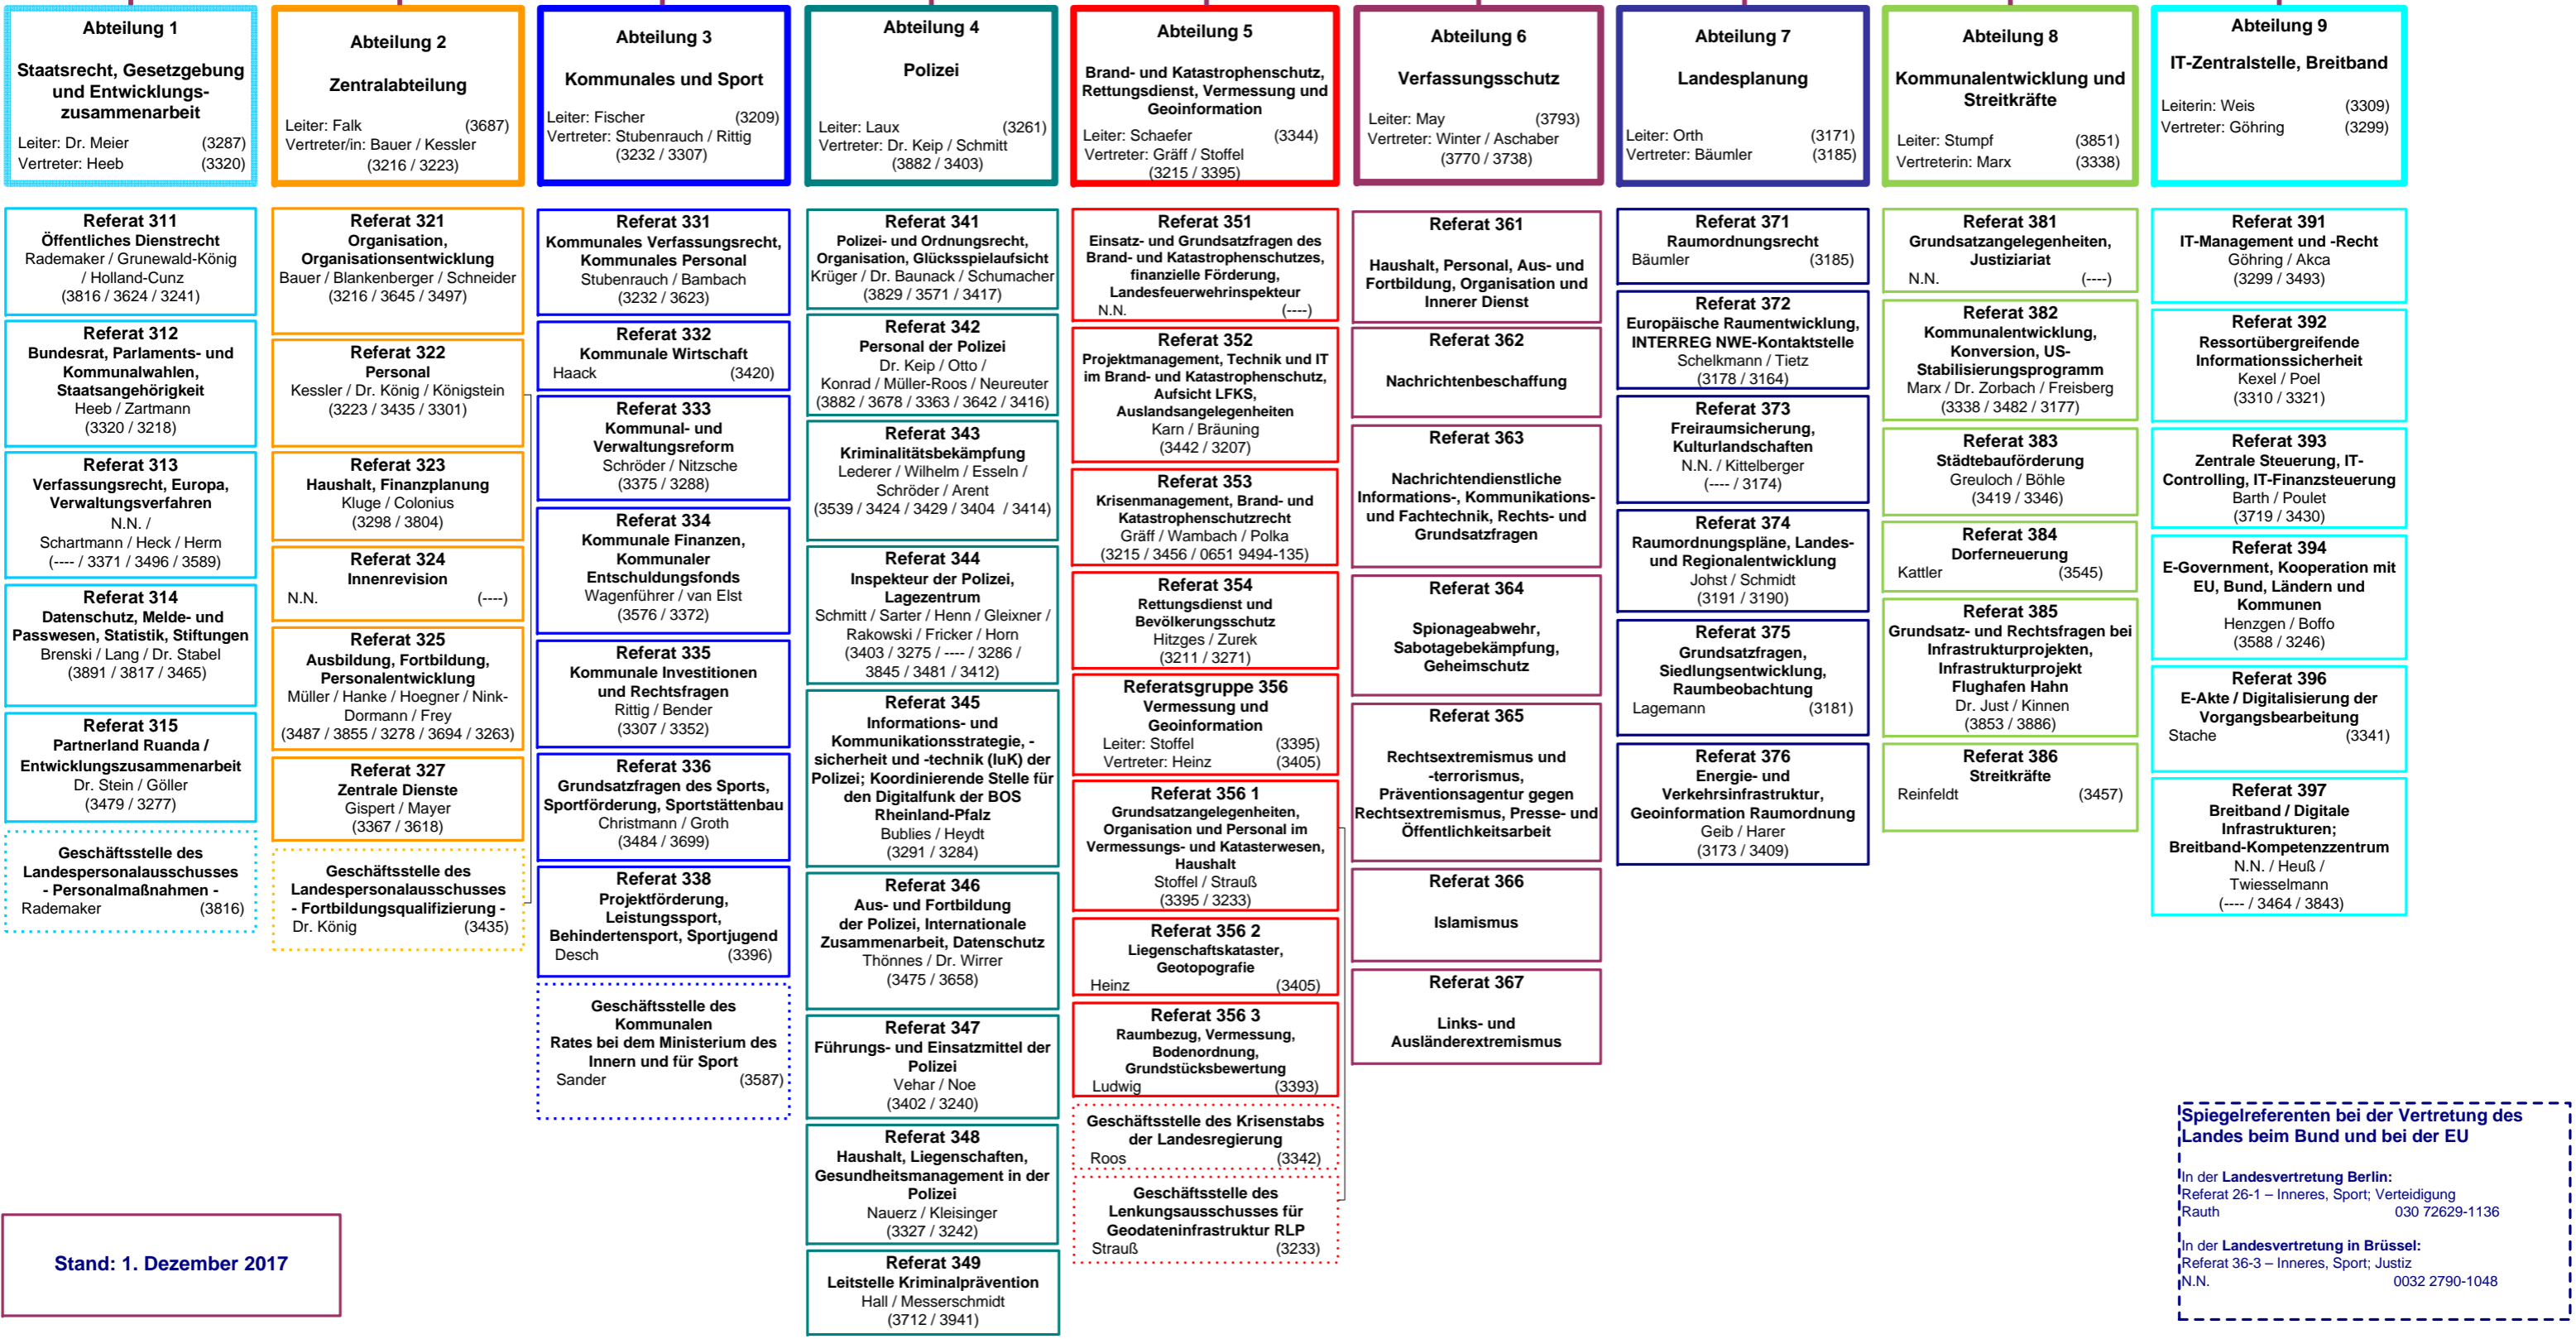 Abteilung 1
Staatsrecht, Gesetzgebung
und Entwicklungs-
zusammenarbeit
Leiter: Dr. Meier (3287)
Vertreter: Heeb (3320)
Referat 311
Öffentliches Dienstrecht
Rademaker / Grunewald-König
/ Holland-Cunz
(3816 / 3624 / 3241)
Referat 312
Bundesrat, Parlaments- und
Kommunalwahlen,
Staatsangehörigkeit
Heeb / Zartmann
(3320 / 3218)
Referat 313
Verfassungsrecht, Europa,
Verwaltungsverfahren
N.N. /
Schartmann / Heck / Herm
(---- / 3371 / 3496 / 3589)
Referat 314
Datenschutz, Melde- und
Passwesen, Statistik, Stiftungen
Brenski / Lang / Dr. Stabel
(3891 / 3817 / 3465)
Referat 315
Partnerland Ruanda /
Entwicklungszusammenarbeit
Dr. Stein / Göller
(3479 / 3277)
Geschäftsstelle des
Landespersonalausschusses
- Personalmaßnahmen -
Rademaker (3816)
Abteilung 2
Zentralabteilung
Leiter: Falk (3687)
Vertreter/in: Bauer / Kessler
(3216 / 3223)
Referat 321
Organisation,
Organisationsentwicklung
Bauer / Blankenberger / Schneider
(3216 / 3645 / 3497)
Referat 322
Personal
Kessler / Dr. König / Königstein
(3223 / 3435 / 3301)
Referat 323
Haushalt, Finanzplanung
Kluge / Colonius
(3298 / 3804)
Referat 324
Innenrevision
N.N. (----)
Referat 325
Ausbildung, Fortbildung,
Personalentwicklung
Müller / Hanke / Hoegner / Nink-
Dormann / Frey
(3487 / 3855 / 3278 / 3694 / 3263)
Referat 327
Zentrale Dienste
Gispert / Mayer
(3367 / 3618)
Geschäftsstelle des
Landespersonalausschusses
- Fortbildungsqualifizierung -
Dr. König (3435)
Abteilung 3
Kommunales und Sport
Leiter: Fischer (3209)
Vertreter: Stubenrauch / Rittig
(3232 / 3307)
Referat 331
Kommunales Verfassungsrecht,
Kommunales Personal
Stubenrauch / Bambach
(3232 / 3623)
Referat 332
Kommunale Wirtschaft
Haack (3420)
Referat 333
Kommunal- und
Verwaltungsreform
Schröder / Nitzsche
(3375 / 3288)
Referat 334
Kommunale Finanzen,
Kommunaler
Entschuldungsfonds
Wagenführer / van Elst
(3576 / 3372)
Referat 335
Kommunale Investitionen
und Rechtsfragen
Rittig / Bender
(3307 / 3352)
Referat 336
Grundsatzfragen des Sports,
Sportförderung, Sportstättenbau
Christmann / Groth
(3484 / 3699)
Referat 338
Projektförderung,
Leistungssport,
Behindertensport, Sportjugend
Desch (3396)
Geschäftsstelle des
Kommunalen
Rates bei dem Ministerium des
Innern und für Sport
Sander (3587)
Abteilung 4
Polizei
Leiter: Laux (3261)
Vertreter: Dr. Keip / Schmitt
(3882 / 3403)
Referat 341
Polizei- und Ordnungsrecht,
Organisation, Glücksspielaufsicht
Krüger / Dr. Baunack / Schumacher
(3829 / 3571 / 3417)
Referat 342
Personal der Polizei
Dr. Keip / Otto /
Konrad / Müller-Roos / Neureuter
(3882 / 3678 / 3363 / 3642 / 3416)
Referat 343
Kriminalitätsbekämpfung
Lederer / Wilhelm / Esseln /
Schröder / Arent
(3539 / 3424 / 3429 / 3404 / 3414)
Referat 344
Inspekteur der Polizei,
Lagezentrum
Schmitt / Sarter / Henn / Gleixner /
Rakowski / Fricker / Horn
(3403 / 3275 / ---- / 3286 /
3845 / 3481 / 3412)
Referat 345
Informations- und
Kommunikationsstrategie, -
sicherheit und -technik (IuK) der
Polizei; Koordinierende Stelle für
den Digitalfunk der BOS
Rheinland-Pfalz
Bublies / Heydt
(3291 / 3284)
Referat 346
Aus- und Fortbildung
der Polizei, Internationale
Zusammenarbeit, Datenschutz
Thönnes / Dr. Wirrer
(3475 / 3658)
Referat 347
Führungs- und Einsatzmittel der
Polizei
Vehar / Noe
(3402 / 3240)
Referat 348
Haushalt, Liegenschaften,
Gesundheitsmanagement in der
Polizei
Nauerz / Kleisinger
(3327 / 3242)
Referat 349
Leitstelle Kriminalprävention
Hall / Messerschmidt
(3712 / 3941)
Abteilung 5
Brand- und Katastrophenschutz,
Rettungsdienst, Vermessung und
Geoinformation
Leiter: Schaefer (3344)
Vertreter: Gräff / Stoffel
(3215 / 3395)
Referat 351
Einsatz- und Grundsatzfragen des
Brand- und Katastrophenschutzes,
finanzielle Förderung,
Landesfeuerwehrinspekteur
N.N. (----)
Referat 352
Projektmanagement, Technik und IT
im Brand- und Katastrophenschutz,
Aufsicht LFKS,
Auslandsangelegenheiten
Karn / Bräuning
(3442 / 3207)
Referat 353
Krisenmanagement, Brand- und
Katastrophenschutzrecht
Gräff / Wambach / Polka
(3215 / 3456 / 0651 9494-135)
Referat 354
Rettungsdienst und
Bevölkerungsschutz
Hitzges / Zurek
(3211 / 3271)
Referatsgruppe 356
Vermessung und
Geoinformation
Leiter: Stoffel (3395)
Vertreter: Heinz (3405)
Referat 356 1
Grundsatzangelegenheiten,
Organisation und Personal im
Vermessungs- und Katasterwesen,
Haushalt
Stoffel / Strauß
(3395 / 3233)
Referat 356 2
Liegenschaftskataster,
Geotopografie
Heinz (3405)
Referat 356 3
Raumbezug, Vermessung,
Bodenordnung,
Grundstücksbewertung
Ludwig (3393)
Geschäftsstelle des Krisenstabs
der Landesregierung
Roos (3342)
Geschäftsstelle des
Lenkungsausschusses für
Geodateninfrastruktur RLP
Strauß (3233)
Abteilung 6
Verfassungsschutz
Leiter: May (3793)
Vertreter: Winter / Aschaber
(3770 / 3738)
Referat 361
Haushalt, Personal, Aus- und
Fortbildung, Organisation und
Innerer Dienst
Referat 362
Nachrichtenbeschaffung
Referat 363
Nachrichtendienstliche
Informations-, Kommunikations-
und Fachtechnik, Rechts- und
Grundsatzfragen
Referat 364
Spionageabwehr,
Sabotagebekämpfung,
Geheimschutz
Referat 365
Rechtsextremismus und
-terrorismus,
Präventionsagentur gegen
Rechtsextremismus, Presse- und
Öffentlichkeitsarbeit
Referat 366
Islamismus
Referat 367
Links- und
Ausländerextremismus
Abteilung 7
Landesplanung
Leiter: Orth (3171)
Vertreter: Bäumler (3185)
Referat 371
Raumordnungsrecht
Bäumler (3185)
Referat 372
Europäische Raumentwicklung,
INTERREG NWE-Kontaktstelle
Schelkmann / Tietz
(3178 / 3164)
Referat 373
Freiraumsicherung,
Kulturlandschaften
N.N. / Kittelberger
(---- / 3174)
Referat 374
Raumordnungspläne, Landes-
und Regionalentwicklung
Johst / Schmidt
(3191 / 3190)
Referat 375
Grundsatzfragen,
Siedlungsentwicklung,
Raumbeobachtung
Lagemann (3181)
Referat 376
Energie- und
Verkehrsinfrastruktur,
Geoinformation Raumordnung
Geib / Harer
(3173 / 3409)
Abteilung 8
Kommunalentwicklung und
Streitkräfte
Leiter: Stumpf (3851)
Vertreterin: Marx (3338)
Referat 381
Grundsatzangelegenheiten,
Justiziariat
N.N. (----)
Referat 382
Kommunalentwicklung,
Konversion, US-
Stabilisierungsprogramm
Marx / Dr. Zorbach / Freisberg
(3338 / 3482 / 3177)
Referat 383
Städtebauförderung
Greuloch / Böhle
(3419 / 3346)
Referat 384
Dorferneuerung
Kattler (3545)
Referat 385
Grundsatz- und Rechtsfragen bei
Infrastrukturprojekten,
Infrastrukturprojekt
Flughafen Hahn
Dr. Just / Kinnen
(3853 / 3886)
Referat 386
Streitkräfte
Reinfeldt (3457)
Abteilung 9
IT-Zentralstelle, Breitband
Leiterin: Weis (3309)
Vertreter: Göhring (3299)
Referat 391
IT-Management und -Recht
Göhring / Akca
(3299 / 3493)
Referat 392
Ressortübergreifende
Informationssicherheit
Kexel / Poel
(3310 / 3321)
Referat 393
Zentrale Steuerung, IT-
Controlling, IT-Finanzsteuerung
Barth / Poulet
(3719 / 3430)
Referat 394
E-Government, Kooperation mit
EU, Bund, Ländern und
Kommunen
Henzgen / Boffo
(3588 / 3246)
Referat 396
E-Akte / Digitalisierung der
Vorgangsbearbeitung
Stache (3341)
Referat 397
Breitband / Digitale
Infrastrukturen;
Breitband-Kompetenzzentrum
N.N. / Heuß /
Twiesselmann
(---- / 3464 / 3843)
Spiegelreferenten bei der Vertretung des
Landes beim Bund und bei der EU
In der Landesvertretung Berlin:
Referat 26-1 – Inneres, Sport; Verteidigung
Rauth 030 72629-1136
In der Landesvertretung in Brüssel:
Referat 36-3 – Inneres, Sport; Justiz
N.N. 0032 2790-1048
Stand: 1. Dezember 2017